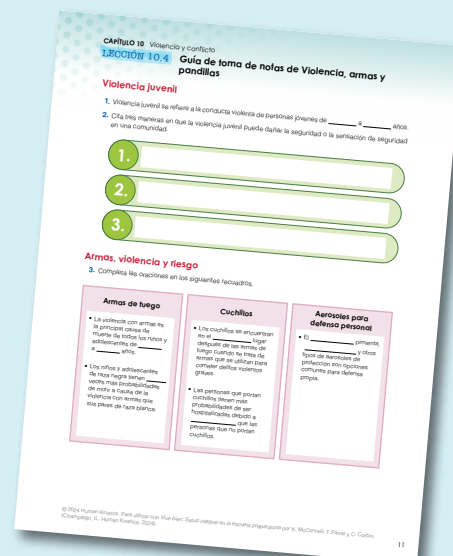 CAPÍTULO 10 Violencia y conflicto
LECCIÓN 10.4 Guía de toma de notas de Violencia, armas y
pandillas
Violencia juvenil
1. Violencia juvenil se refiere a la conducta violenta de personas jóvenes de ______ a ______ años.
2. Cita tres maneras en que la violencia juvenil puede dañar la seguridad o la sensación de seguridad
en una comunidad.
1.
2.
3.
Armas, violencia y riesgo
3. Completa las oraciones en los siguientes recuadros.
Armas de fuego
• La violencia con armas es
la principal causa de
muerte de todos los niños y
adolescentes de ______
a ______ años.
• Los niños y adolescentes
de raza negra tienen ______
veces más probabilidades
de morir a causa de la
violencia con armas que
sus pares de raza blanca.
Cuchillos
• Los cuchillos se encuentran
en el ______ lugar
después de las armas de
fuego cuando se trata de
armas que se utilizan para
cometer delitos violentos
graves.
• Las personas que portan
cuchillos tienen más
probabilidades de ser
hospitalizadas debido a
______ que las
personas que no portan
cuchillos.
Aerosoles para
defensa personal
• El ______ pimienta,
______ y otros
tipos de aerosoles de
protección son opciones
comunes para defensa
propia.
© 2024 Human Kinetics. Para utilizar con Vive bien: Salud integral en la escuela preparatoria por K. McConnell, T. Farrar y C. Corbin
(Champaign, IL: Human Kinetics, 2024).
11